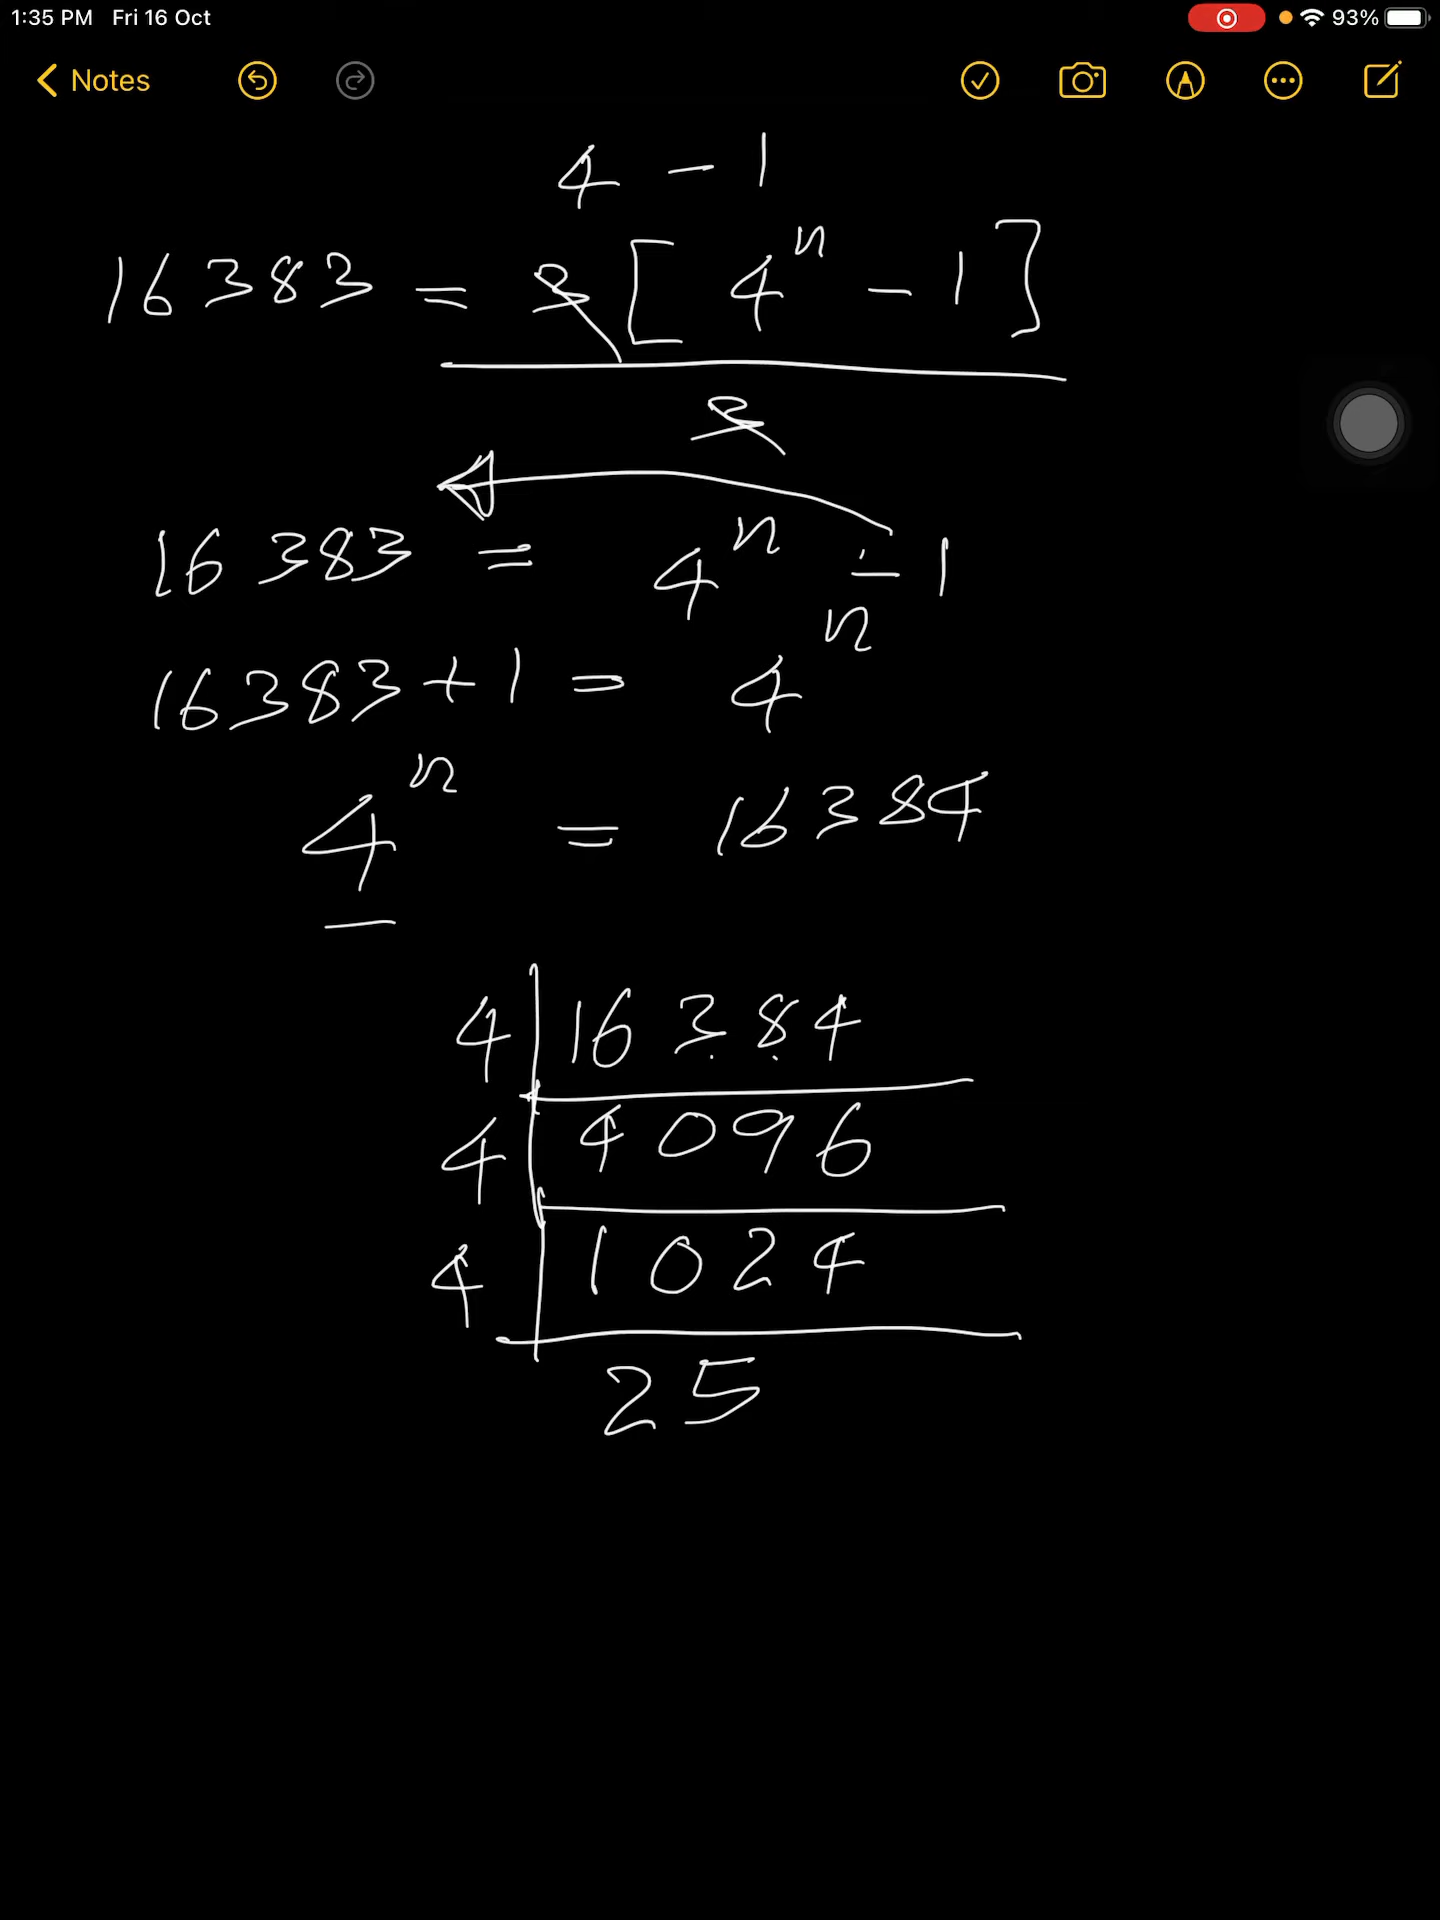 1:35 PM Fri 16 Oct 93%
Notes
4 - 1
16383 = 3 [ 4ⁿ - 1 ]
3
16383 = 4ⁿ - 1
16383 + 1 = 4ⁿ
4ⁿ = 16384
4 16384
4 4096
4 1024
25